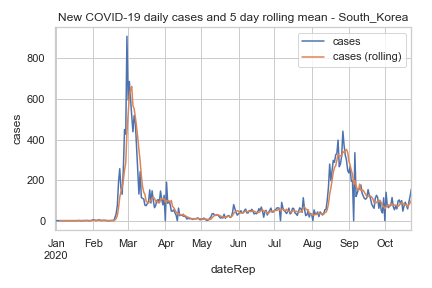 New COVID-19 daily cases and 5 day rolling mean - South_Korea
cases
cases (rolling)
cases
800
600
400
200
0
Jan Feb Mar Apr May Jun Jul Aug Sep Oct
2020
dateRep